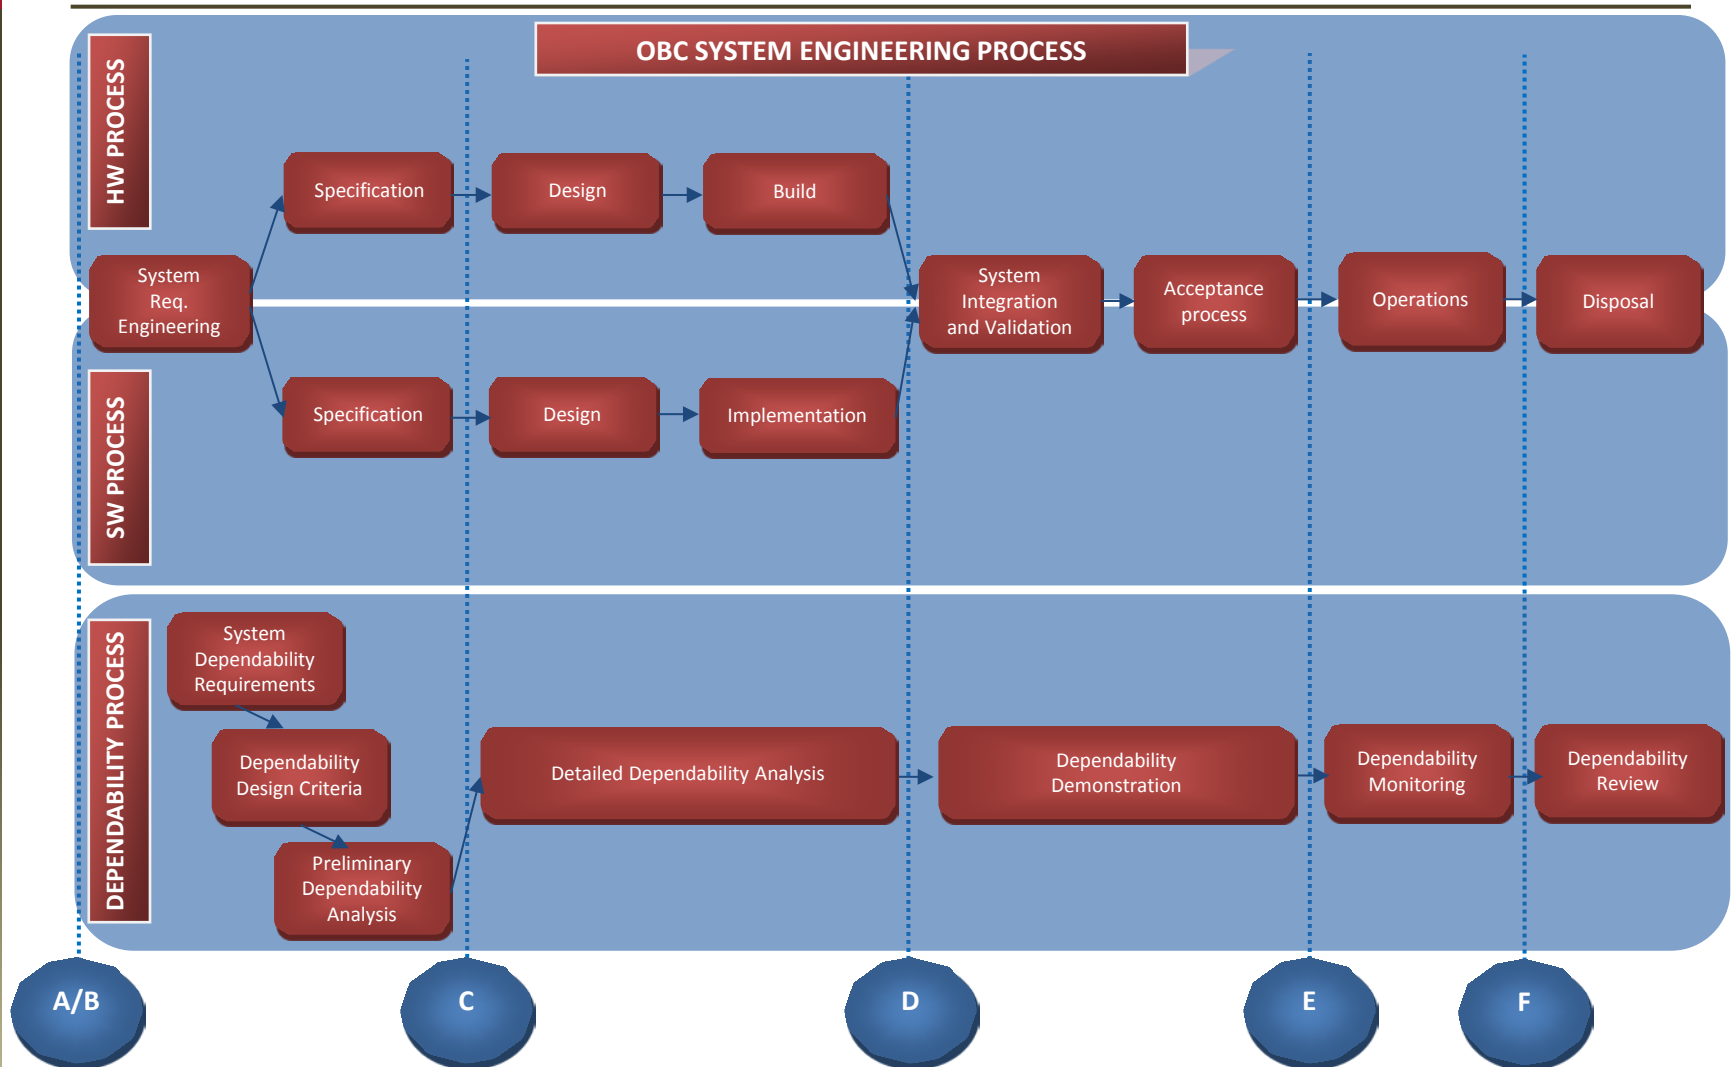 OBC SYSTEM ENGINEERING PROCESS
HW PROCESS
Specification
Design
Build
System
Req.
Engineering
System
Integration
and Validation
Acceptance
process
Operations
Disposal
SW PROCESS
Specification
Design
Implementation
DEPENDABILITY PROCESS
System
Dependability
Requirements
Dependability
Design Criteria
Preliminary
Dependability
Analysis
Detailed Dependability Analysis
Dependability
Demonstration
Dependability
Monitoring
Dependability
Review
A/B
C
D
E
F